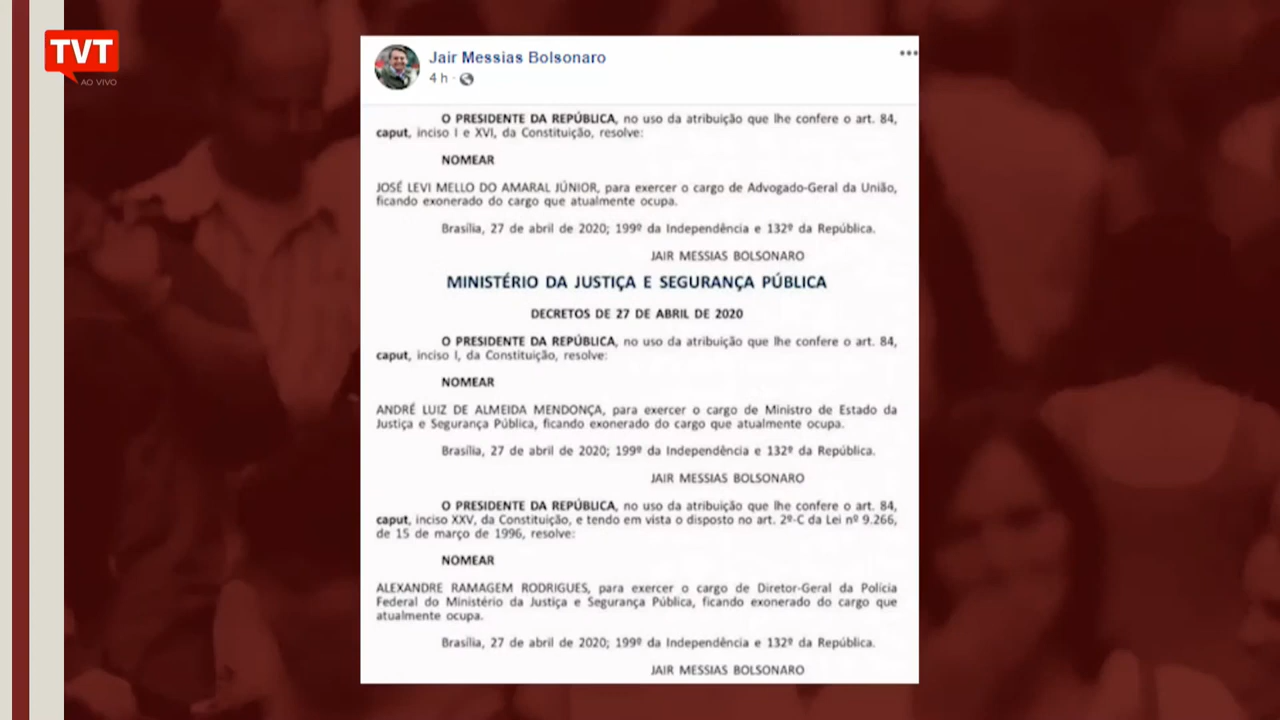 TVT
AO VIVO
Jair Messias Bolsonaro
4 h ·
O PRESIDENTE DA REPÚBLICA, no uso da atribuição que lhe confere o art. 84,
caput, inciso I e XVI, da Constituição, resolve:
NOMEAR
JOSÉ LEVI MELLO DO AMARAL JÚNIOR, para exercer o cargo de Advogado-Geral da União,
ficando exonerado do cargo que atualmente ocupa.
Brasília, 27 de abril de 2020; 199º da Independência e 132º da República.
JAIR MESSIAS BOLSONARO
MINISTÉRIO DA JUSTIÇA E SEGURANÇA PÚBLICA
DECRETOS DE 27 DE ABRIL DE 2020
O PRESIDENTE DA REPÚBLICA, no uso da atribuição que lhe confere o art. 84,
caput, inciso I, da Constituição, resolve:
NOMEAR
ANDRÉ LUIZ DE ALMEIDA MENDONÇA, para exercer o cargo de Ministro de Estado da
Justiça e Segurança Pública, ficando exonerado do cargo que atualmente ocupa.
Brasília, 27 de abril de 2020; 199º da Independência e 132º da República.
JAIR MESSIAS BOLSONARO
O PRESIDENTE DA REPÚBLICA, no uso da atribuição que lhe confere o art. 84,
caput, inciso XXV, da Constituição, e tendo em vista o disposto no art. 2º-C da Lei nº 9.266,
de 15 de março de 1996, resolve:
NOMEAR
ALEXANDRE RAMAGEM RODRIGUES, para exercer o cargo de Diretor-Geral da Polícia
Federal do Ministério da Justiça e Segurança Pública, ficando exonerado do cargo que
atualmente ocupa.
Brasília, 27 de abril de 2020; 199º da Independência e 132º da República.
JAIR MESSIAS BOLSONARO